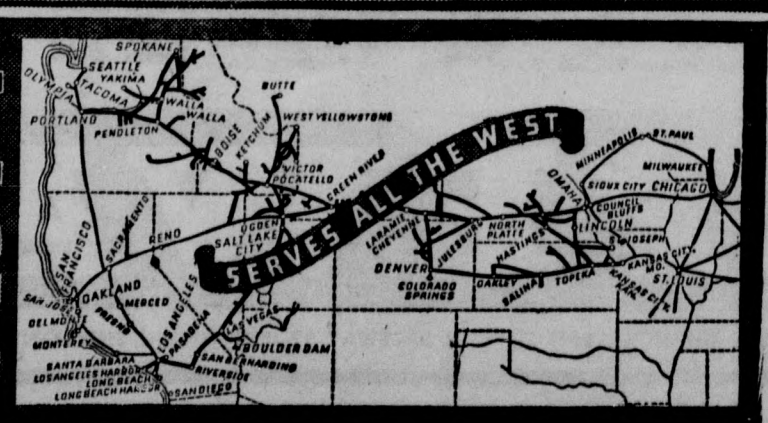 SPOKANE
SEATTLE
YAKIMA
OLYMPIA
TACOMA
WALLA
WALLA
PORTLAND
PENDLETON
BUTTE
WEST YELLOWSTONE
BOISE
KETCHUM
VICTOR
POCATELLO
GREEN RIVER
SERVES ALL THE WEST
MINNEAPOLIS
ST. PAUL
MILWAUKEE
SIOUX CITY
CHICAGO
OMAHA
COUNCIL
BLUFFS
LINCOLN
ST JOSEPH
KANSAS CITY,
MO.
KANSAS CITY,
KAN.
ST. LOUIS
SACRAMENTO
RENO
OGDEN
SALT LAKE
CITY
LARAMIE
CHEYENNE
JULESBURG
NORTH
PLATTE
HASTINGS
DENVER
COLORADO
SPRINGS
OAKLEY
SALINA
TOPEKA
SAN
FRANCISCO
OAKLAND
SAN JOSE
MERCED
DEL MONTE
FRESNO
MONTEREY
LOS ANGELES
PASADENA
LAS VEGAS
BOULDER DAM
SANTA BARBARA
SAN BERNARDINO
LOS ANGELES HARBOR
RIVERSIDE
LONG BEACH
LONG BEACH HARBOR
SAN DIEGO